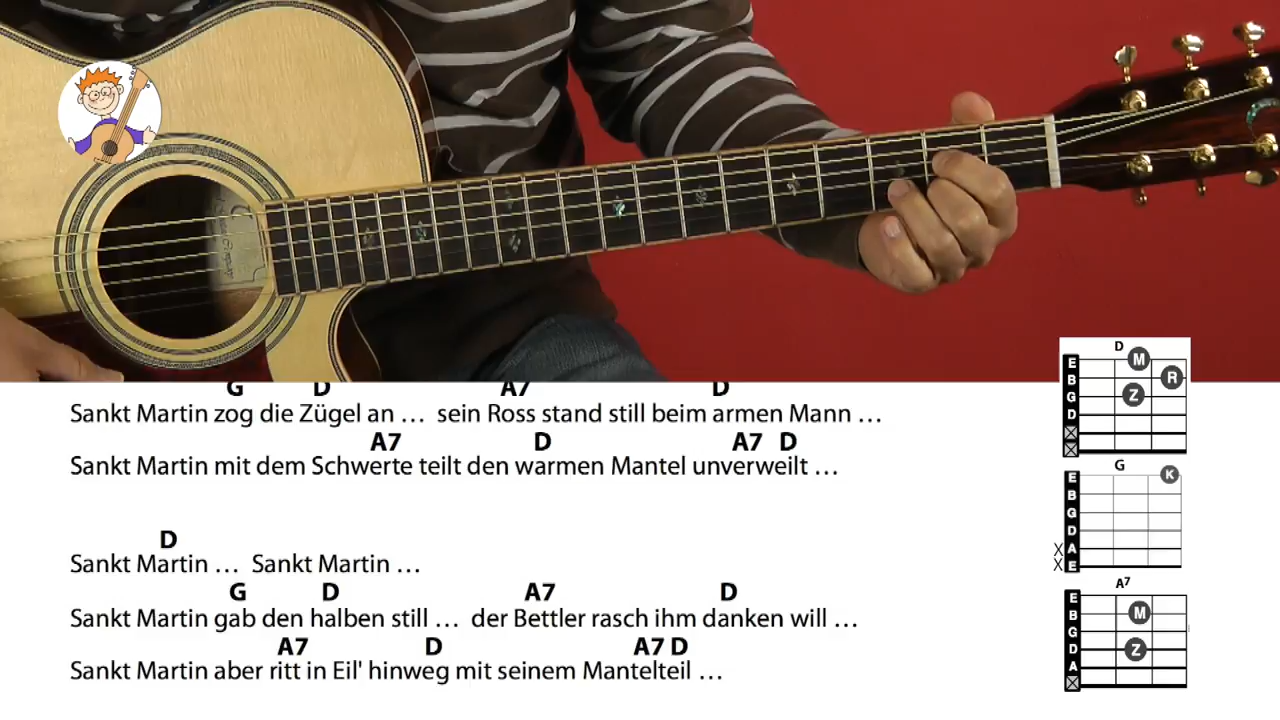 G D A7 D
Sankt Martin zog die Zügel an … sein Ross stand still beim armen Mann …
A7 D A7 D
Sankt Martin mit dem Schwerte teilt den warmen Mantel unverweilt …
D
Sankt Martin … Sankt Martin …
G D A7 D
Sankt Martin gab den halben still … der Bettler rasch ihm danken will …
A7 D A7 D
Sankt Martin aber ritt in Eil' hinweg mit seinem Mantelteil …
D
E M
B R
G Z
D
G
E K
B
G
D
X A
X E
A7
E
B M
G
D Z
A